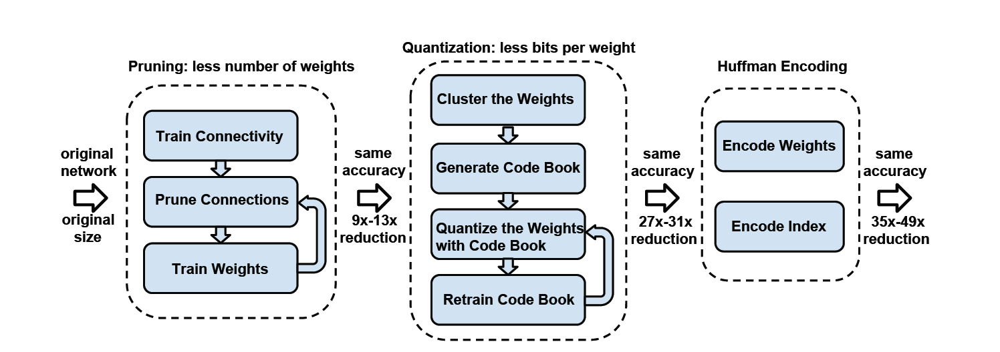 original
network
original
size
Pruning: less number of weights
Train Connectivity
Prune Connections
Train Weights
same
accuracy
9x-13x
reduction
Quantization: less bits per weight
Cluster the Weights
Generate Code Book
Quantize the Weights
with Code Book
Retrain Code Book
same
accuracy
27x-31x
reduction
Huffman Encoding
Encode Weights
Encode Index
same
accuracy
35x-49x
reduction